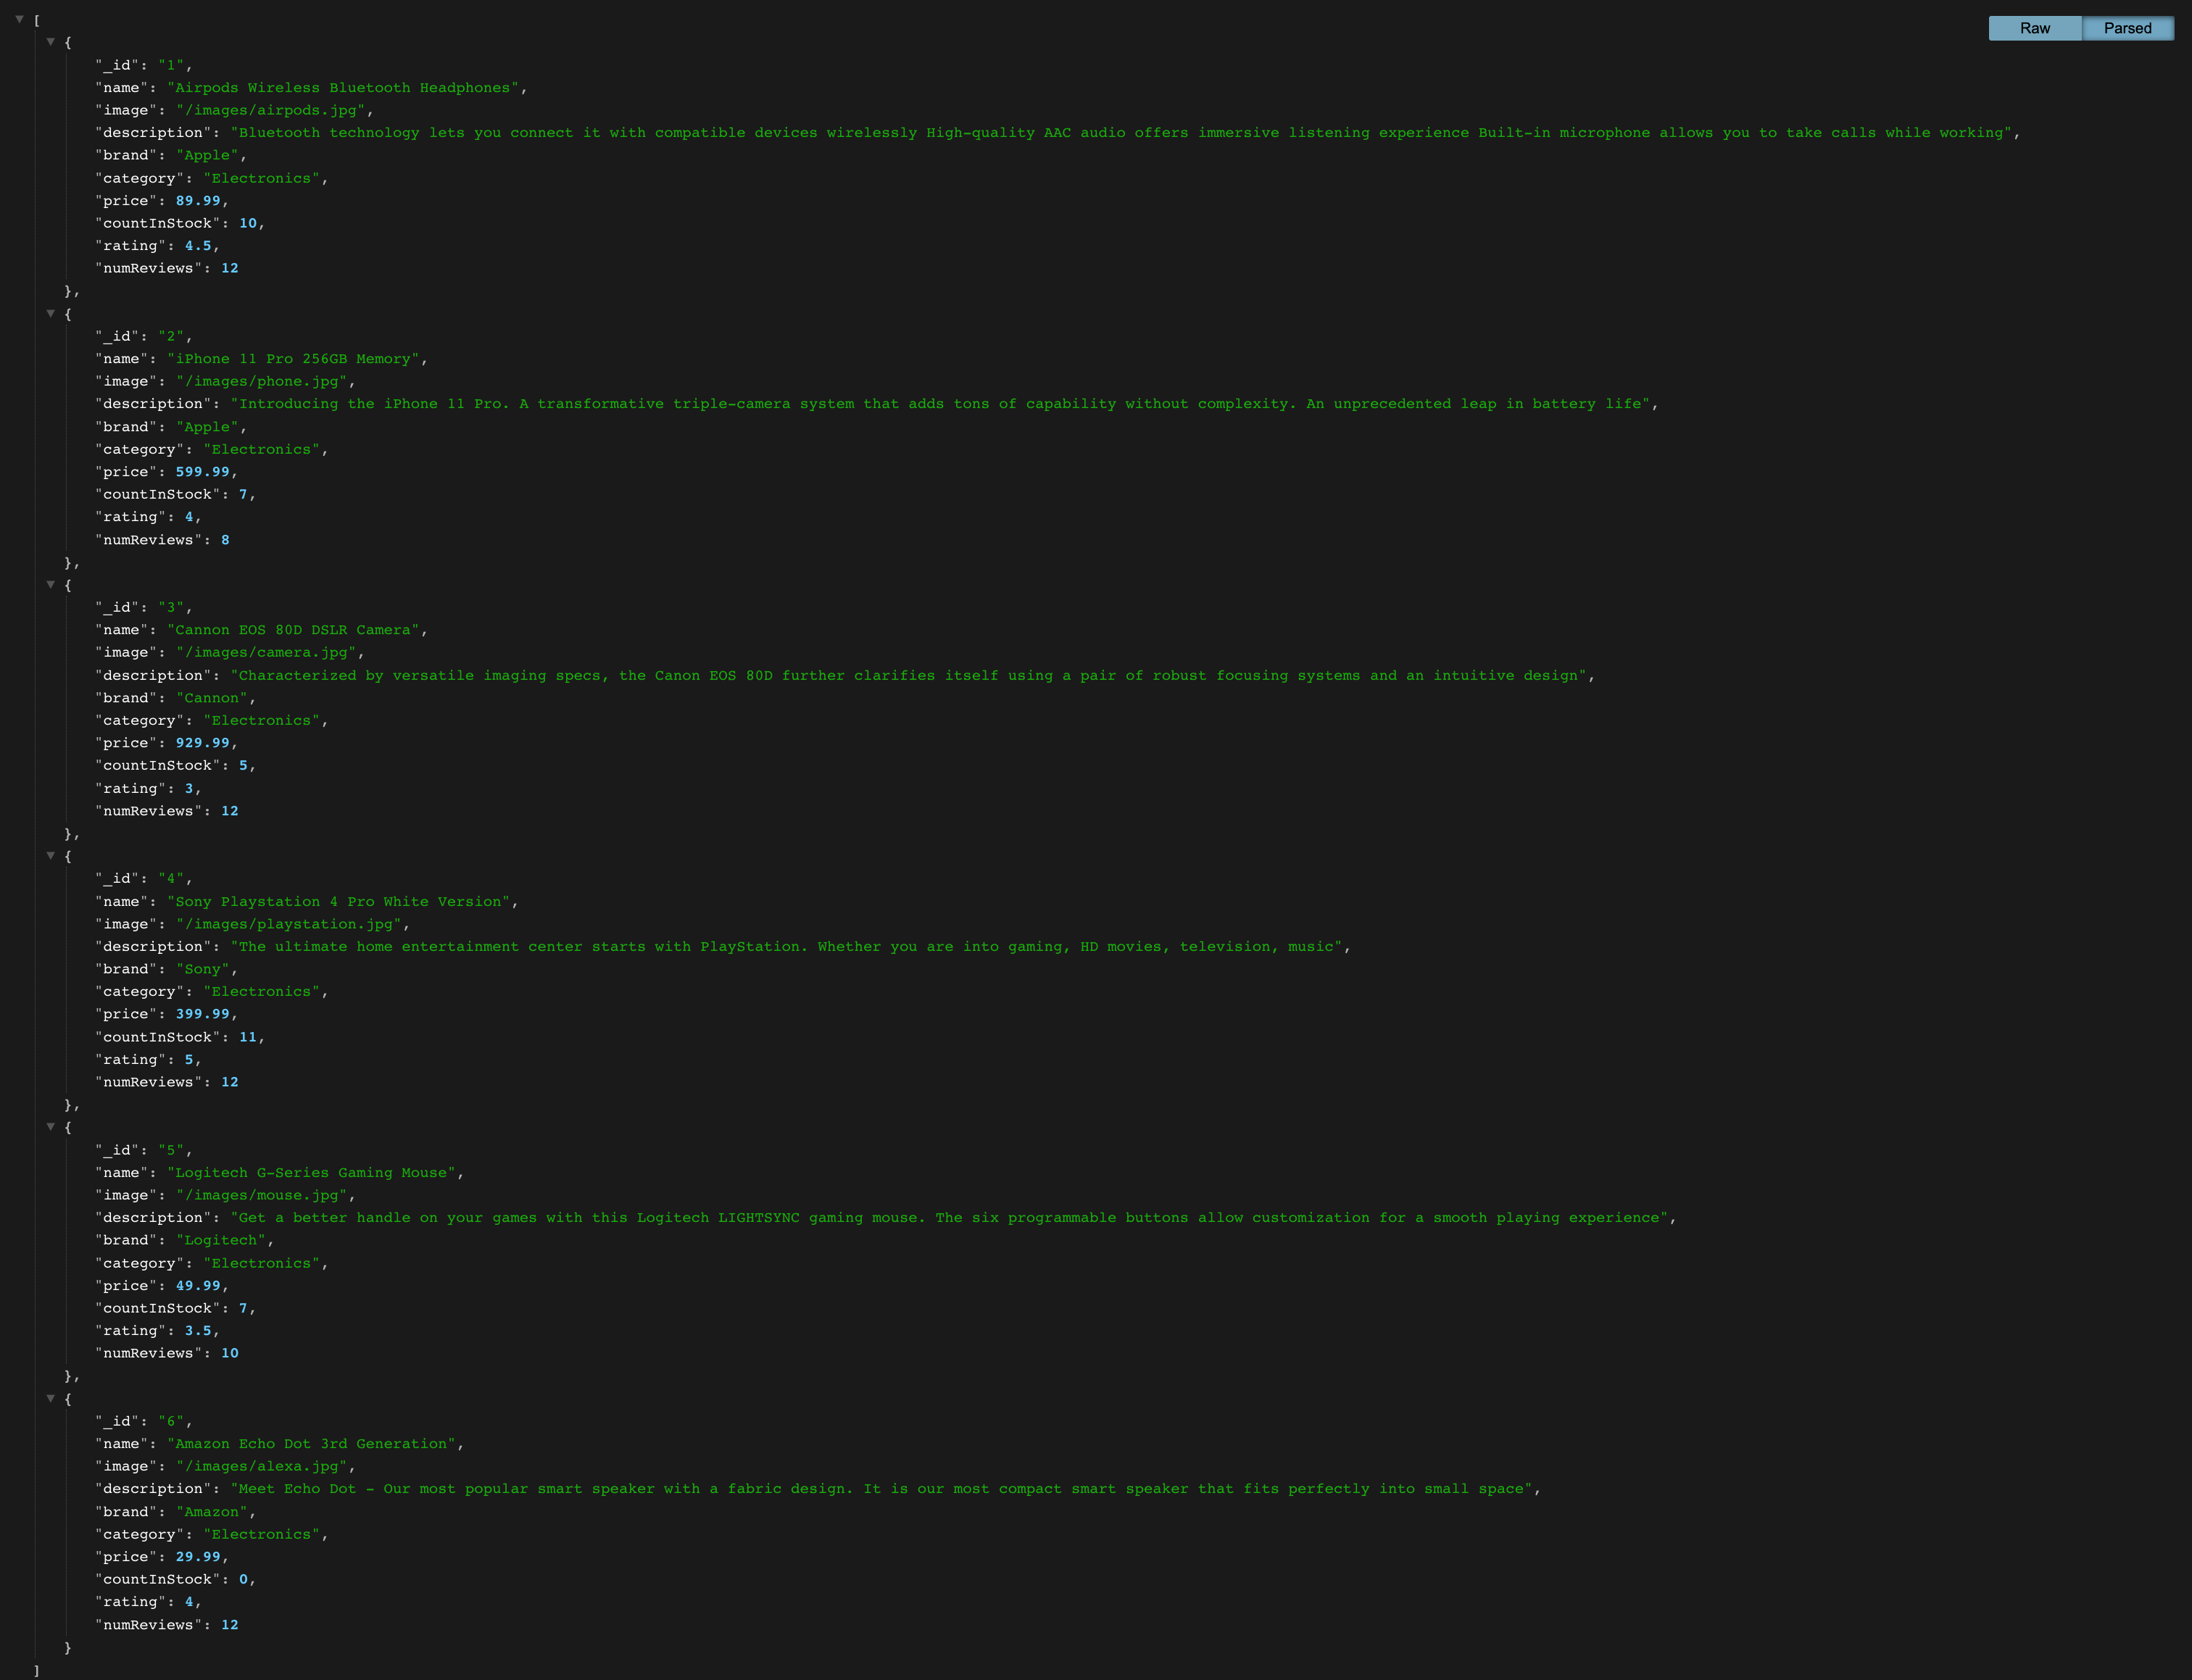 [
Raw Parsed
{
"_id": "1",
"name": "Airpods Wireless Bluetooth Headphones",
"image": "/images/airpods.jpg",
"description": "Bluetooth technology lets you connect it with compatible devices wirelessly High-quality AAC audio offers immersive listening experience Built-in microphone allows you to take calls while working",
"brand": "Apple",
"category": "Electronics",
"price": 89.99,
"countInStock": 10,
"rating": 4.5,
"numReviews": 12
},
{
"_id": "2",
"name": "iPhone 11 Pro 256GB Memory",
"image": "/images/phone.jpg",
"description": "Introducing the iPhone 11 Pro. A transformative triple-camera system that adds tons of capability without complexity. An unprecedented leap in battery life",
"brand": "Apple",
"category": "Electronics",
"price": 599.99,
"countInStock": 7,
"rating": 4,
"numReviews": 8
},
{
"_id": "3",
"name": "Cannon EOS 80D DSLR Camera",
"image": "/images/camera.jpg",
"description": "Characterized by versatile imaging specs, the Canon EOS 80D further clarifies itself using a pair of robust focusing systems and an intuitive design",
"brand": "Cannon",
"category": "Electronics",
"price": 929.99,
"countInStock": 5,
"rating": 3,
"numReviews": 12
},
{
"_id": "4",
"name": "Sony Playstation 4 Pro White Version",
"image": "/images/playstation.jpg",
"description": "The ultimate home entertainment center starts with PlayStation. Whether you are into gaming, HD movies, television, music",
"brand": "Sony",
"category": "Electronics",
"price": 399.99,
"countInStock": 11,
"rating": 5,
"numReviews": 12
},
{
"_id": "5",
"name": "Logitech G-Series Gaming Mouse",
"image": "/images/mouse.jpg",
"description": "Get a better handle on your games with this Logitech LIGHTSYNC gaming mouse. The six programmable buttons allow customization for a smooth playing experience",
"brand": "Logitech",
"category": "Electronics",
"price": 49.99,
"countInStock": 7,
"rating": 3.5,
"numReviews": 10
},
{
"_id": "6",
"name": "Amazon Echo Dot 3rd Generation",
"image": "/images/alexa.jpg",
"description": "Meet Echo Dot - Our most popular smart speaker with a fabric design. It is our most compact smart speaker that fits perfectly into small space",
"brand": "Amazon",
"category": "Electronics",
"price": 29.99,
"countInStock": 0,
"rating": 4,
"numReviews": 12
}
]